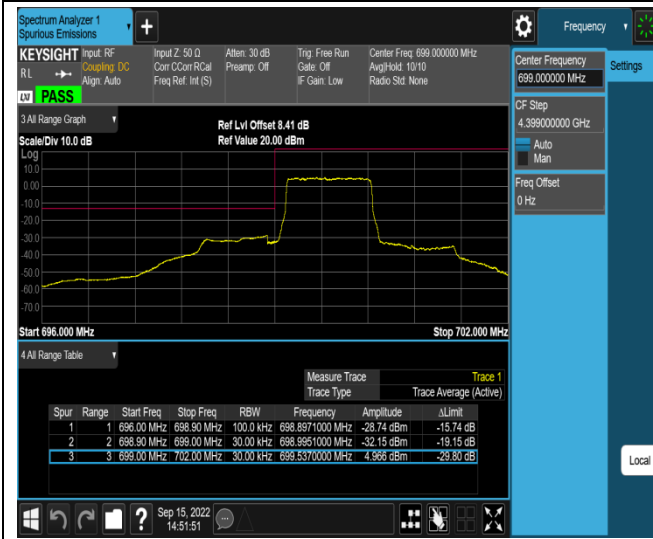 Spectrum Analyzer 1
Spurious Emissions
+
Frequency
KEYSIGHT
RL
Input: RF
Coupling: DC
Align: Auto
Input Z: 50 Ω
Corr CCorr RCal
Freq Ref: Int (S)
Atten: 30 dB
Preamp: Off
Trig: Free Run
Gate: Off
IF Gain: Low
Center Freq: 699.000000 MHz
Avg|Hold: 10/10
Radio Std: None
LXI PASS
3 All Range Graph
Scale/Div 10.0 dB
Ref Lvl Offset 8.41 dB
Ref Value 20.00 dBm
Log
10.0
0.00
-10.0
-20.0
-30.0
-40.0
-50.0
-60.0
-70.0
Start 696.000 MHz
Stop 702.000 MHz
4 All Range Table
Measure Trace Trace 1
Trace Type Trace Average (Active)
Spur Range Start Freq Stop Freq RBW Frequency Amplitude ΔLimit
1 1 696.00 MHz 698.90 MHz 100.0 kHz 698.8971000 MHz -28.74 dBm -15.74 dB
2 2 698.90 MHz 699.00 MHz 30.00 kHz 698.9951000 MHz -32.15 dBm -19.15 dB
3 3 699.00 MHz 702.00 MHz 30.00 kHz 699.5370000 MHz 4.966 dBm -29.80 dB
?
Sep 15, 2022
14:51:51
Center Frequency
699.000000 MHz
Settings
CF Step
4.399000000 GHz
Auto
Man
Freq Offset
0 Hz
Local